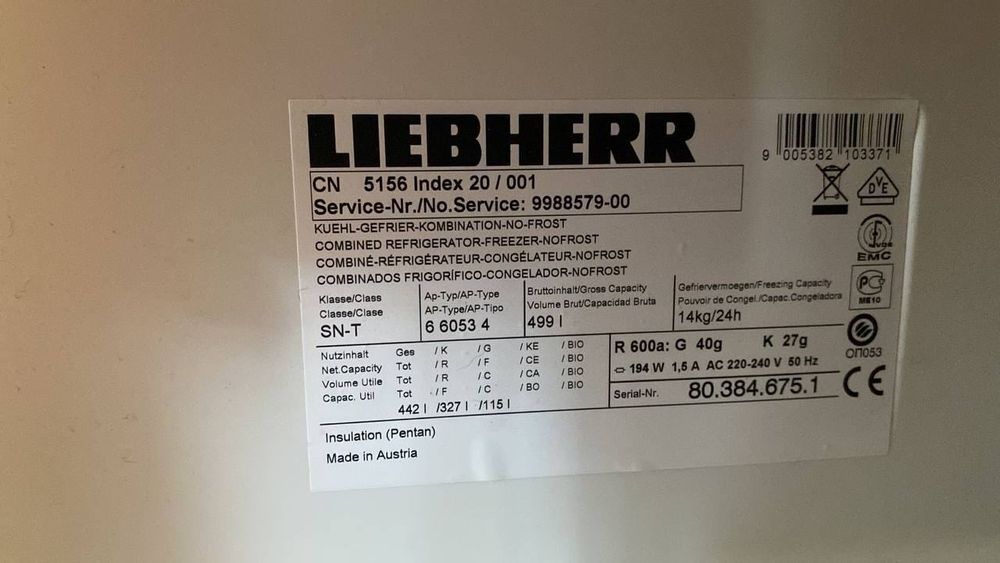 LIEBHERR
9 005382 103371
CN 5156 Index 20 / 001
Service-Nr./No.Service: 9988579-00
KUEHL-GEFRIER-KOMBINATION-NO-FROST
COMBINED REFRIGERATOR-FREEZER-NOFROST
COMBINÉ-RÉFRIGÉRATEUR-CONGÉLATEUR-NOFROST
COMBINADOS FRIGORÍFICO-CONGELADOR-NOFROST
DVE
VDE
EMC
PC
ME10
ОП053
CE
Klasse/Class
Classe/Clase
SN-T
Ap-Typ/AP-Type
AP-Type/AP-Tipo
6 6053 4
Bruttoinhalt/Gross Capacity
Volume Brut/Capacidad Bruta
499 l
Gefriervermoegen/Freezing Capacity
Pouvoir de Congel./Capac.Congeladora
14kg/24h
Nutzinhalt Ges / K / G / KE / BIO
Net.Capacity Tot / R / F / CE / BIO
Volume Utile Tot / R / C / CA / BIO
Capac. Util Tot / F / C / BO / BIO
442 l /327 l /115 l
R 600a: G 40g K 27g
194 W 1,5 A AC 220-240 V 50 Hz
Serial-Nr. 80.384.675.1
Insulation (Pentan)
Made in Austria